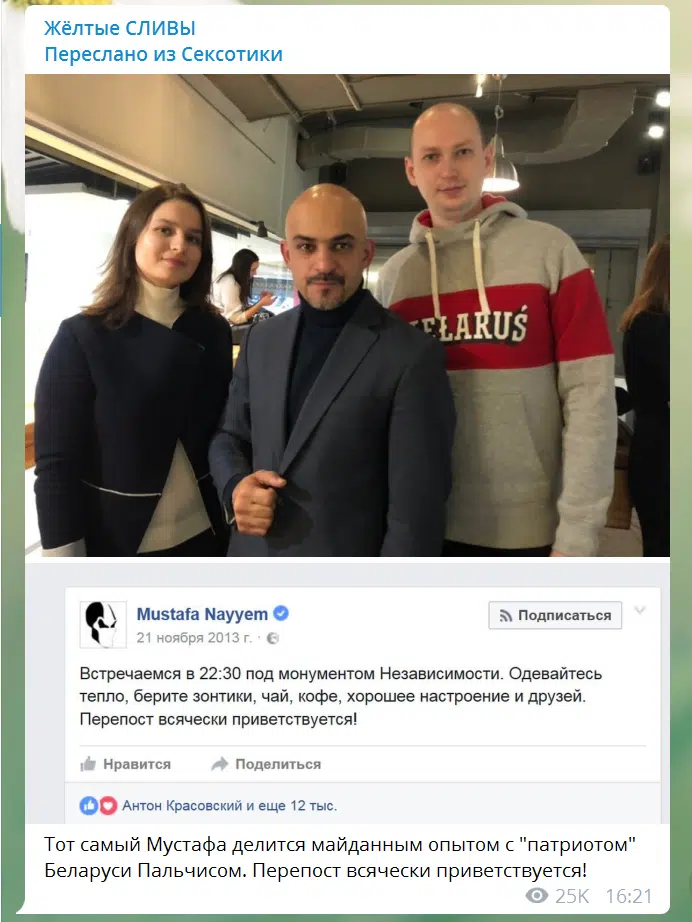 Жёлтые СЛИВЫ
Переслано из Сексотики
ELARUŚ
Mustafa Nayyem
Подписаться
21 ноября 2013 г. ·
Встречаемся в 22:30 под монументом Независимости. Одевайтесь
тепло, берите зонтики, чай, кофе, хорошее настроение и друзей.
Перепост всячески приветствуется!
Нравится Поделиться
Антон Красовский и еще 12 тыс.
Тот самый Мустафа делится майданным опытом с "патриотом"
Беларуси Пальчисом. Перепост всячески приветствуется!
25K 16:21